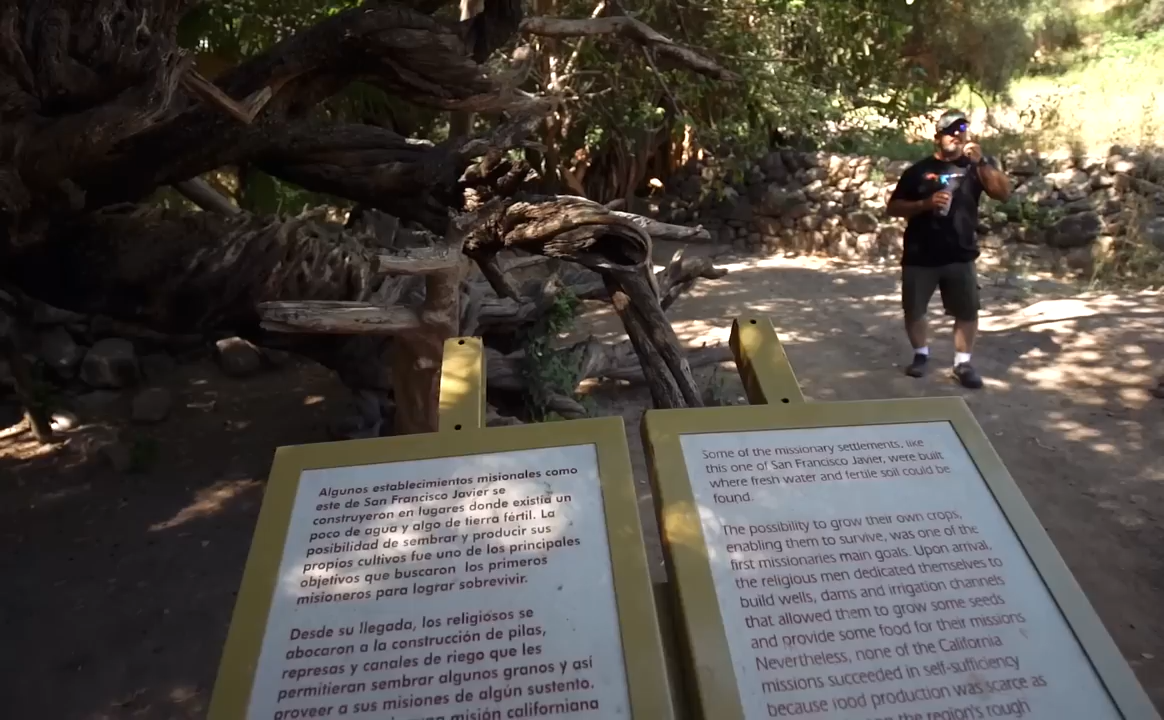 Algunos establecimientos misionales como
este de San Francisco Javier se
construyeron en lugares donde existía un
poco de agua y algo de tierra fértil. La
posibilidad de sembrar y producir sus
propios cultivos fue uno de los principales
objetivos que buscaron los primeros
misioneros para lograr sobrevivir.
Desde su llegada, los religiosos se
abocaron a la construcción de pilas,
represas y canales de riego que les
permitieran sembrar algunos granos y así
proveer a sus misiones de algún sustento.
misión californiana
Some of the missionary settlements, like
this one of San Francisco Javier, were built
where fresh water and fertile soil could be
found.
The possibility to grow their own crops,
enabling them to survive, was one of the
first missionaries main goals. Upon arrival,
the religious men dedicated themselves to
build wells, dams and irrigation channels
that allowed them to grow some seeds
and provide some food for their missions
Nevertheless, none of the California
missions succeeded in self-sufficiency
because food production was scarce as
the region's rough